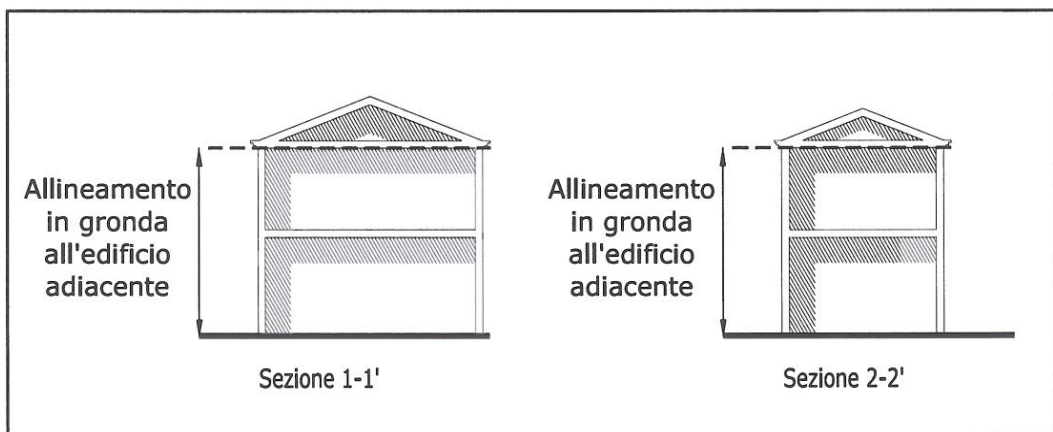 Allineamento
in gronda
all'edificio
adiacente
Sezione 1-1'
Allineamento
in gronda
all'edificio
adiacente
Sezione 2-2'